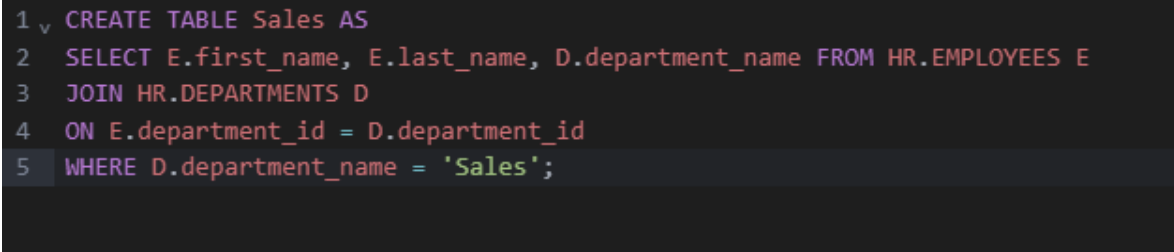 1 CREATE TABLE Sales AS
2 SELECT E.first_name, E.last_name, D.department_name FROM HR.EMPLOYEES E
3 JOIN HR.DEPARTMENTS D
4 ON E.department_id = D.department_id
5 WHERE D.department_name = 'Sales';